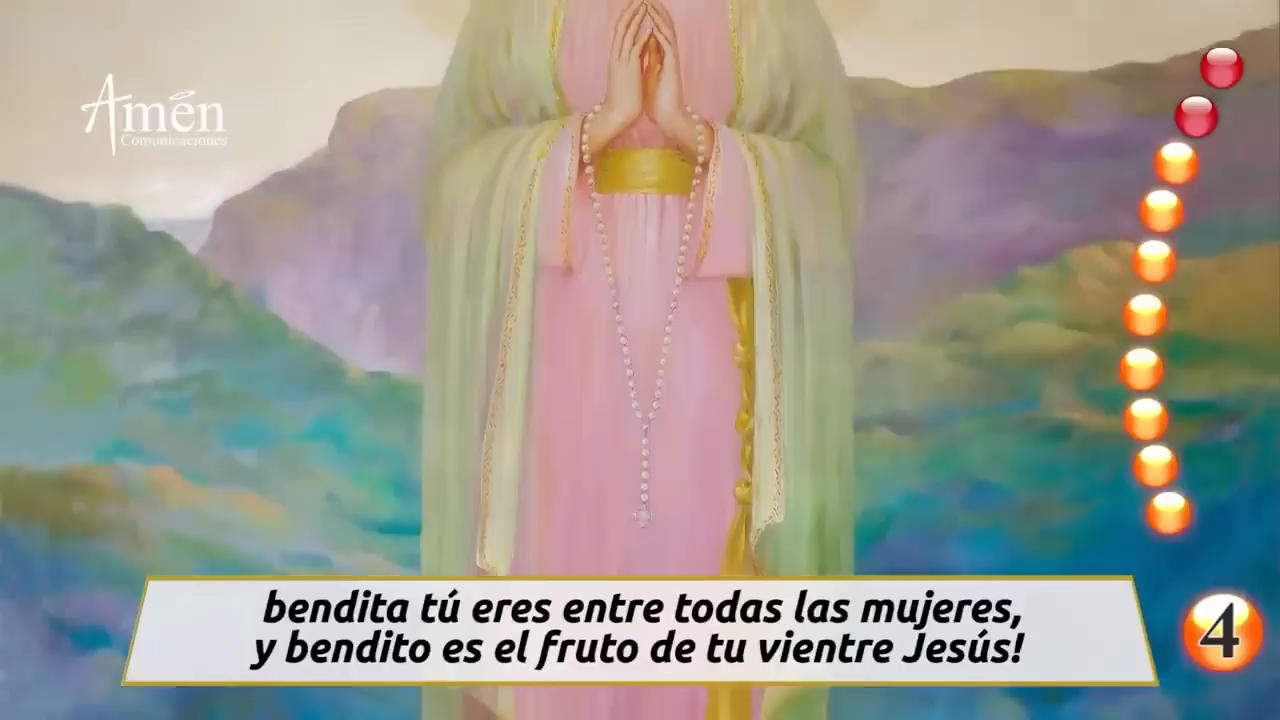 Amén
Comunicaciones
bendita tú eres entre todas las mujeres,
y bendito es el fruto de tu vientre Jesús!
4